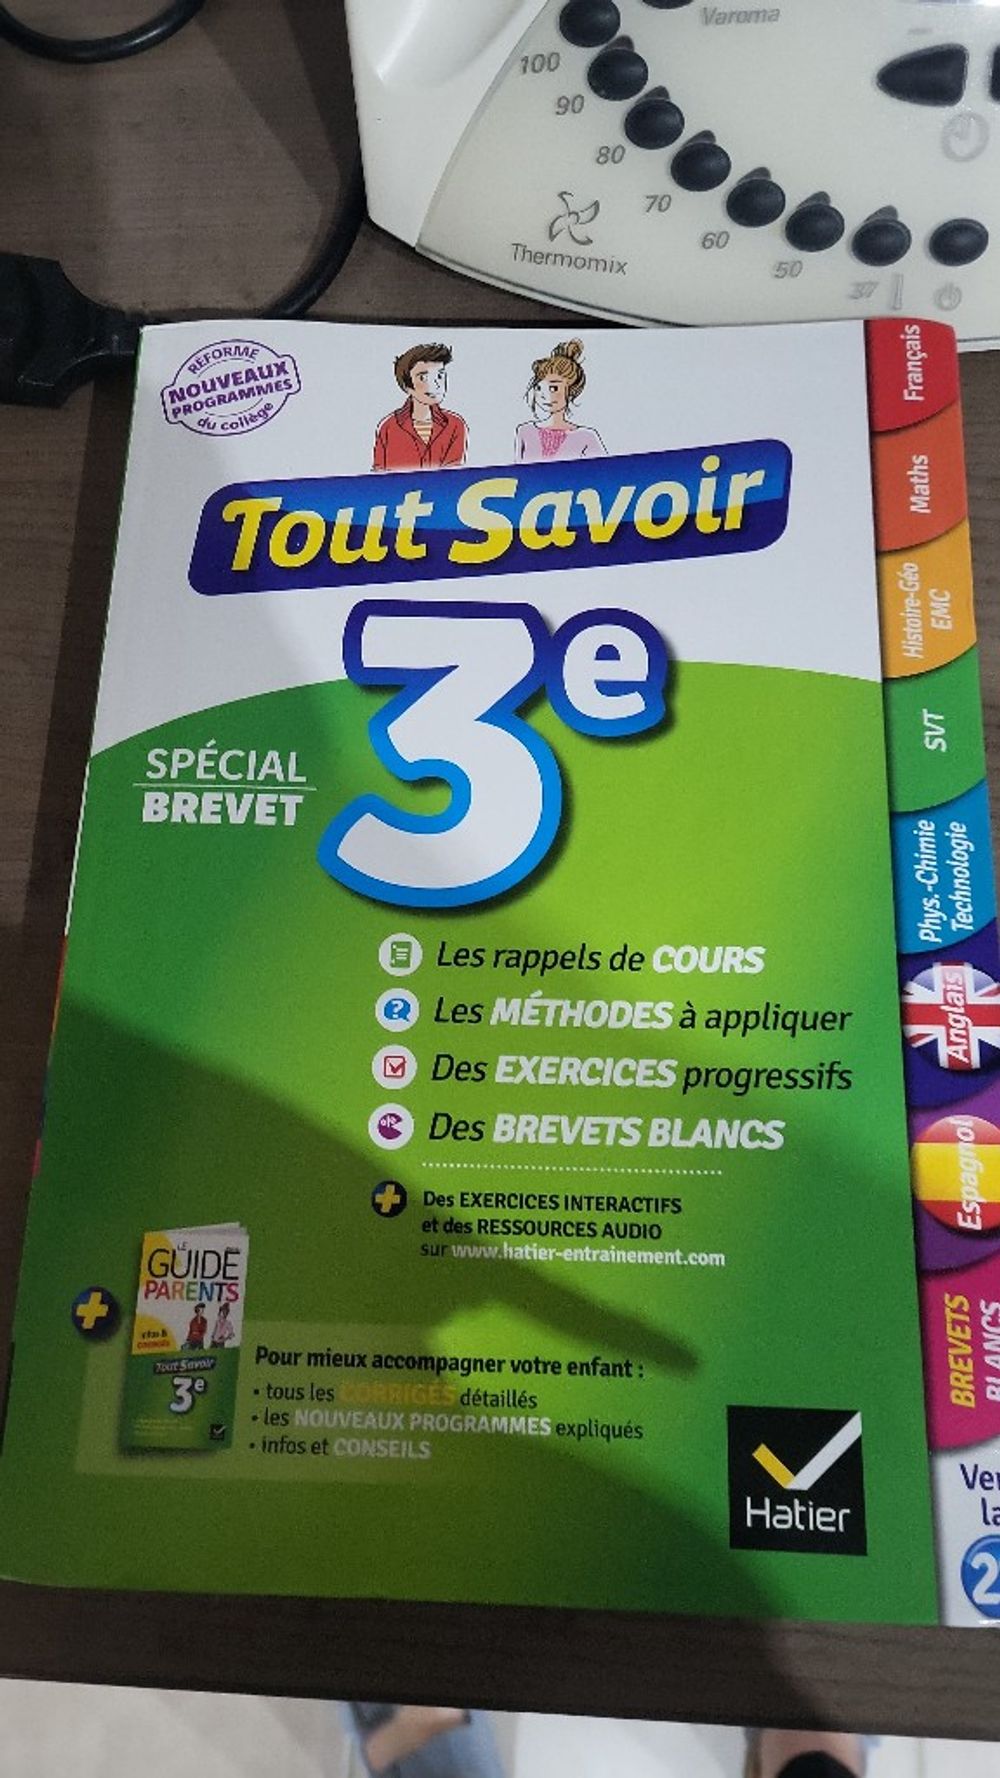 Varoma
100
90
80
70
60
50
37
Thermomix
RÉFORME
NOUVEAUX
PROGRAMMES
du collège
Tout Savoir
3e
SPÉCIAL
BREVET
Les rappels de COURS
Les MÉTHODES à appliquer
Des EXERCICES progressifs
Des BREVETS BLANCS
Des EXERCICES INTERACTIFS
et des RESSOURCES AUDIO
sur www.hatier-entrainement.com
LE
GUIDE
PARENTS
Tout Savoir
3e
Pour mieux accompagner votre enfant :
• tous les CORRIGÉS détaillés
• les NOUVEAUX PROGRAMMES expliqués
• infos et CONSEILS
Hatier
Français
Maths
Histoire-Géo
EMC
SVT
Phys.-Chimie
Technologie
Anglais
Espagnol
BREVETS
BLANCS
la
2